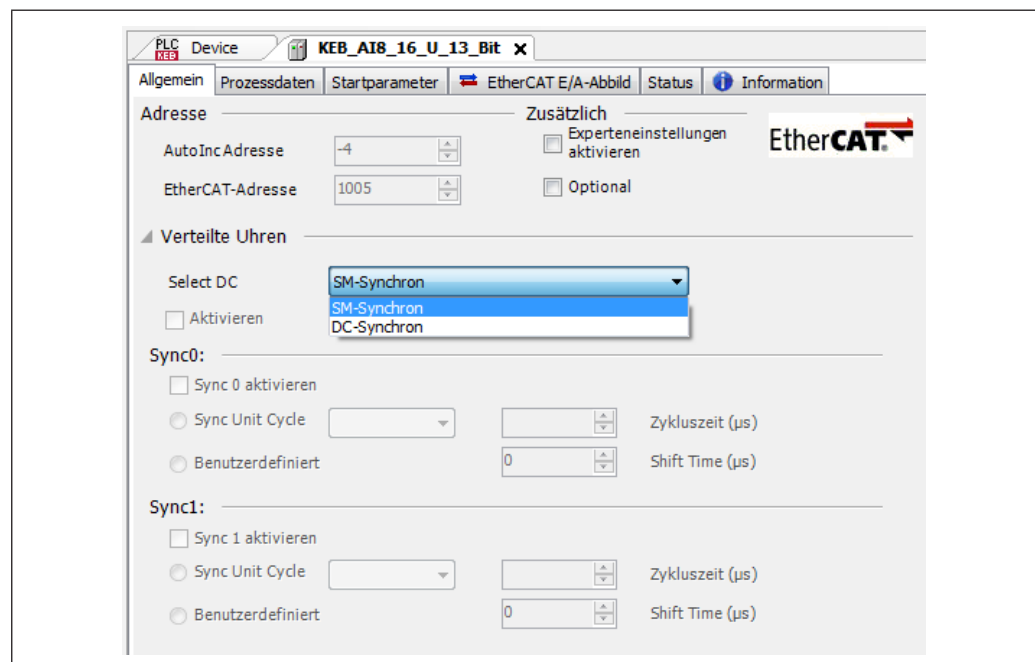 PLC KEB Device KEB_AI8_16_U_13_Bit x
Allgemein Prozessdaten Startparameter EtherCAT E/A-Abbild Status i Information
Adresse Zusätzlich
AutoInc Adresse -4 Experteneinstellungen aktivieren EtherCAT.
EtherCAT-Adresse 1005 Optional
Verteilte Uhren
Select DC SM-Synchron
SM-Synchron
Aktivieren DC-Synchron
Sync0:
Sync 0 aktivieren
Sync Unit Cycle Zykluszeit (µs)
Benutzerdefiniert 0 Shift Time (µs)
Sync1:
Sync 1 aktivieren
Sync Unit Cycle Zykluszeit (µs)
Benutzerdefiniert 0 Shift Time (µs)